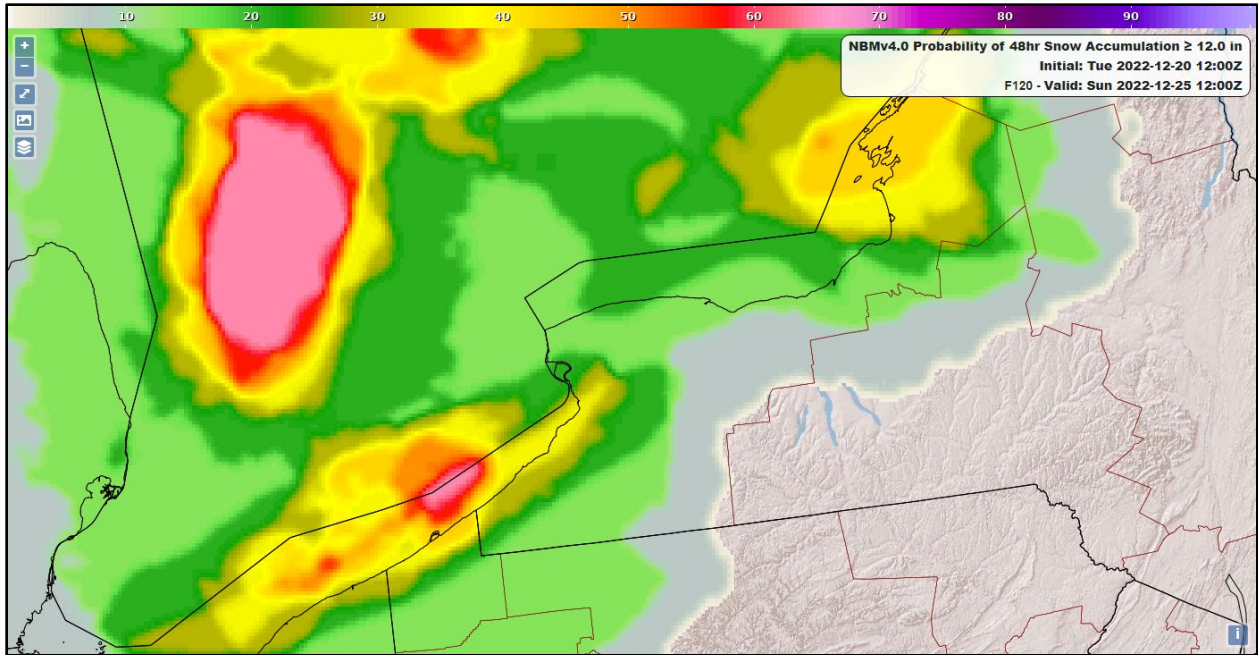 10 20 30 40 50 60 70 80 90
NBMv4.0 Probability of 48hr Snow Accumulation ≥ 12.0 in
Initial: Tue 2022-12-20 12:00Z
F120 - Valid: Sun 2022-12-25 12:00Z
+
−
i